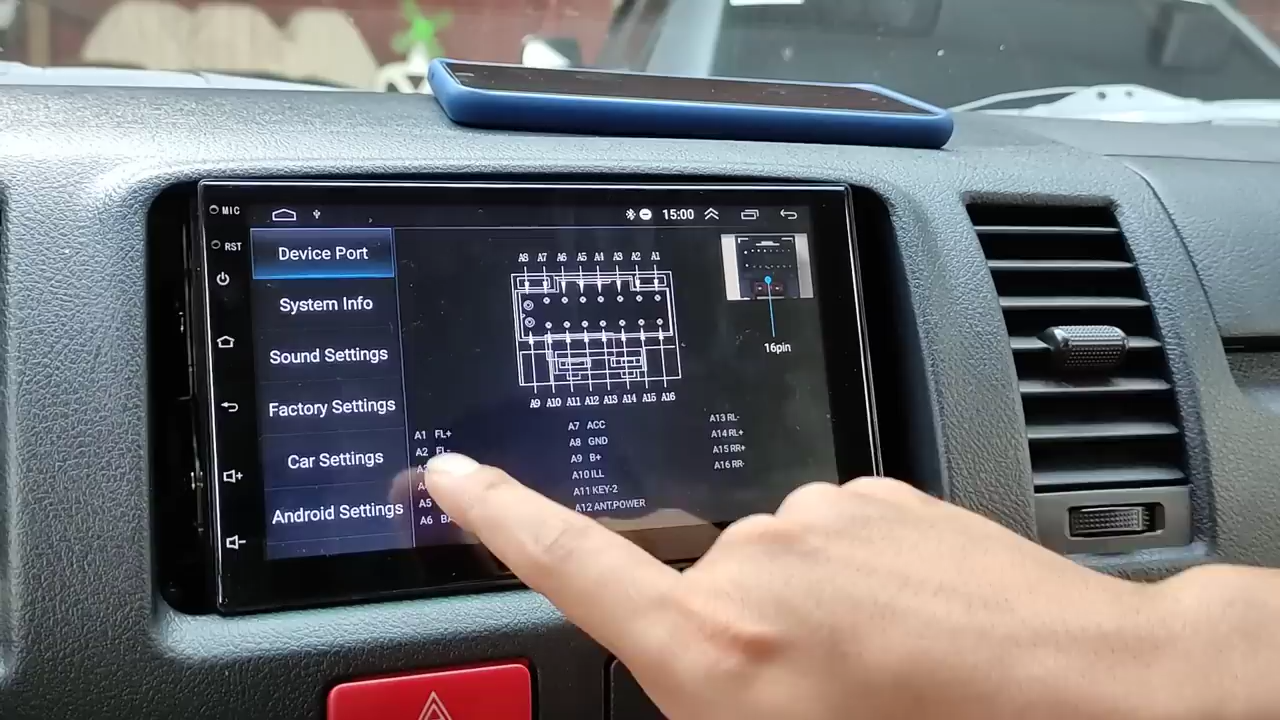 MIC
RST
15:00
Device Port
System Info
Sound Settings
Factory Settings
Car Settings
Android Settings
A8 A7 A6 A5 A4 A3 A2 A1
A9 A10 A11 A12 A13 A14 A15 A16
16pin
A1 FL+
A2 FL-
A5
A6
A7 ACC
A8 GND
A9 B+
A10 ILL
A11 KEY-2
A12 ANT.POWER
A13 RL-
A14 RL+
A15 RR+
A16 RR-